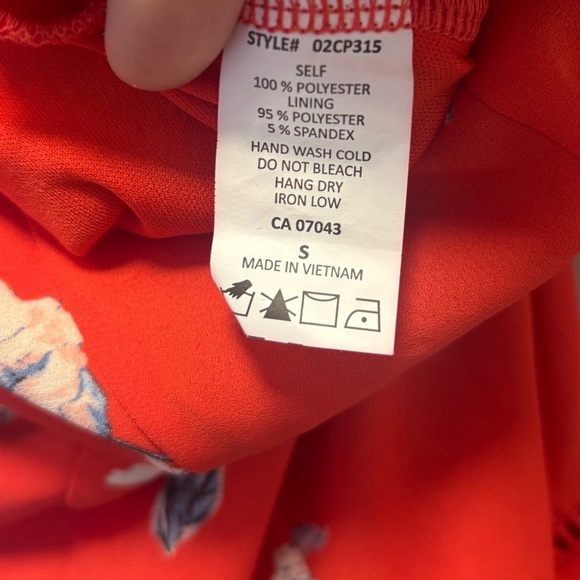 STYLE# 02CP315
SELF
100 % POLYESTER
LINING
95 % POLYESTER
5 % SPANDEX
HAND WASH COLD
DO NOT BLEACH
HANG DRY
IRON LOW
CA 07043
S
MADE IN VIETNAM